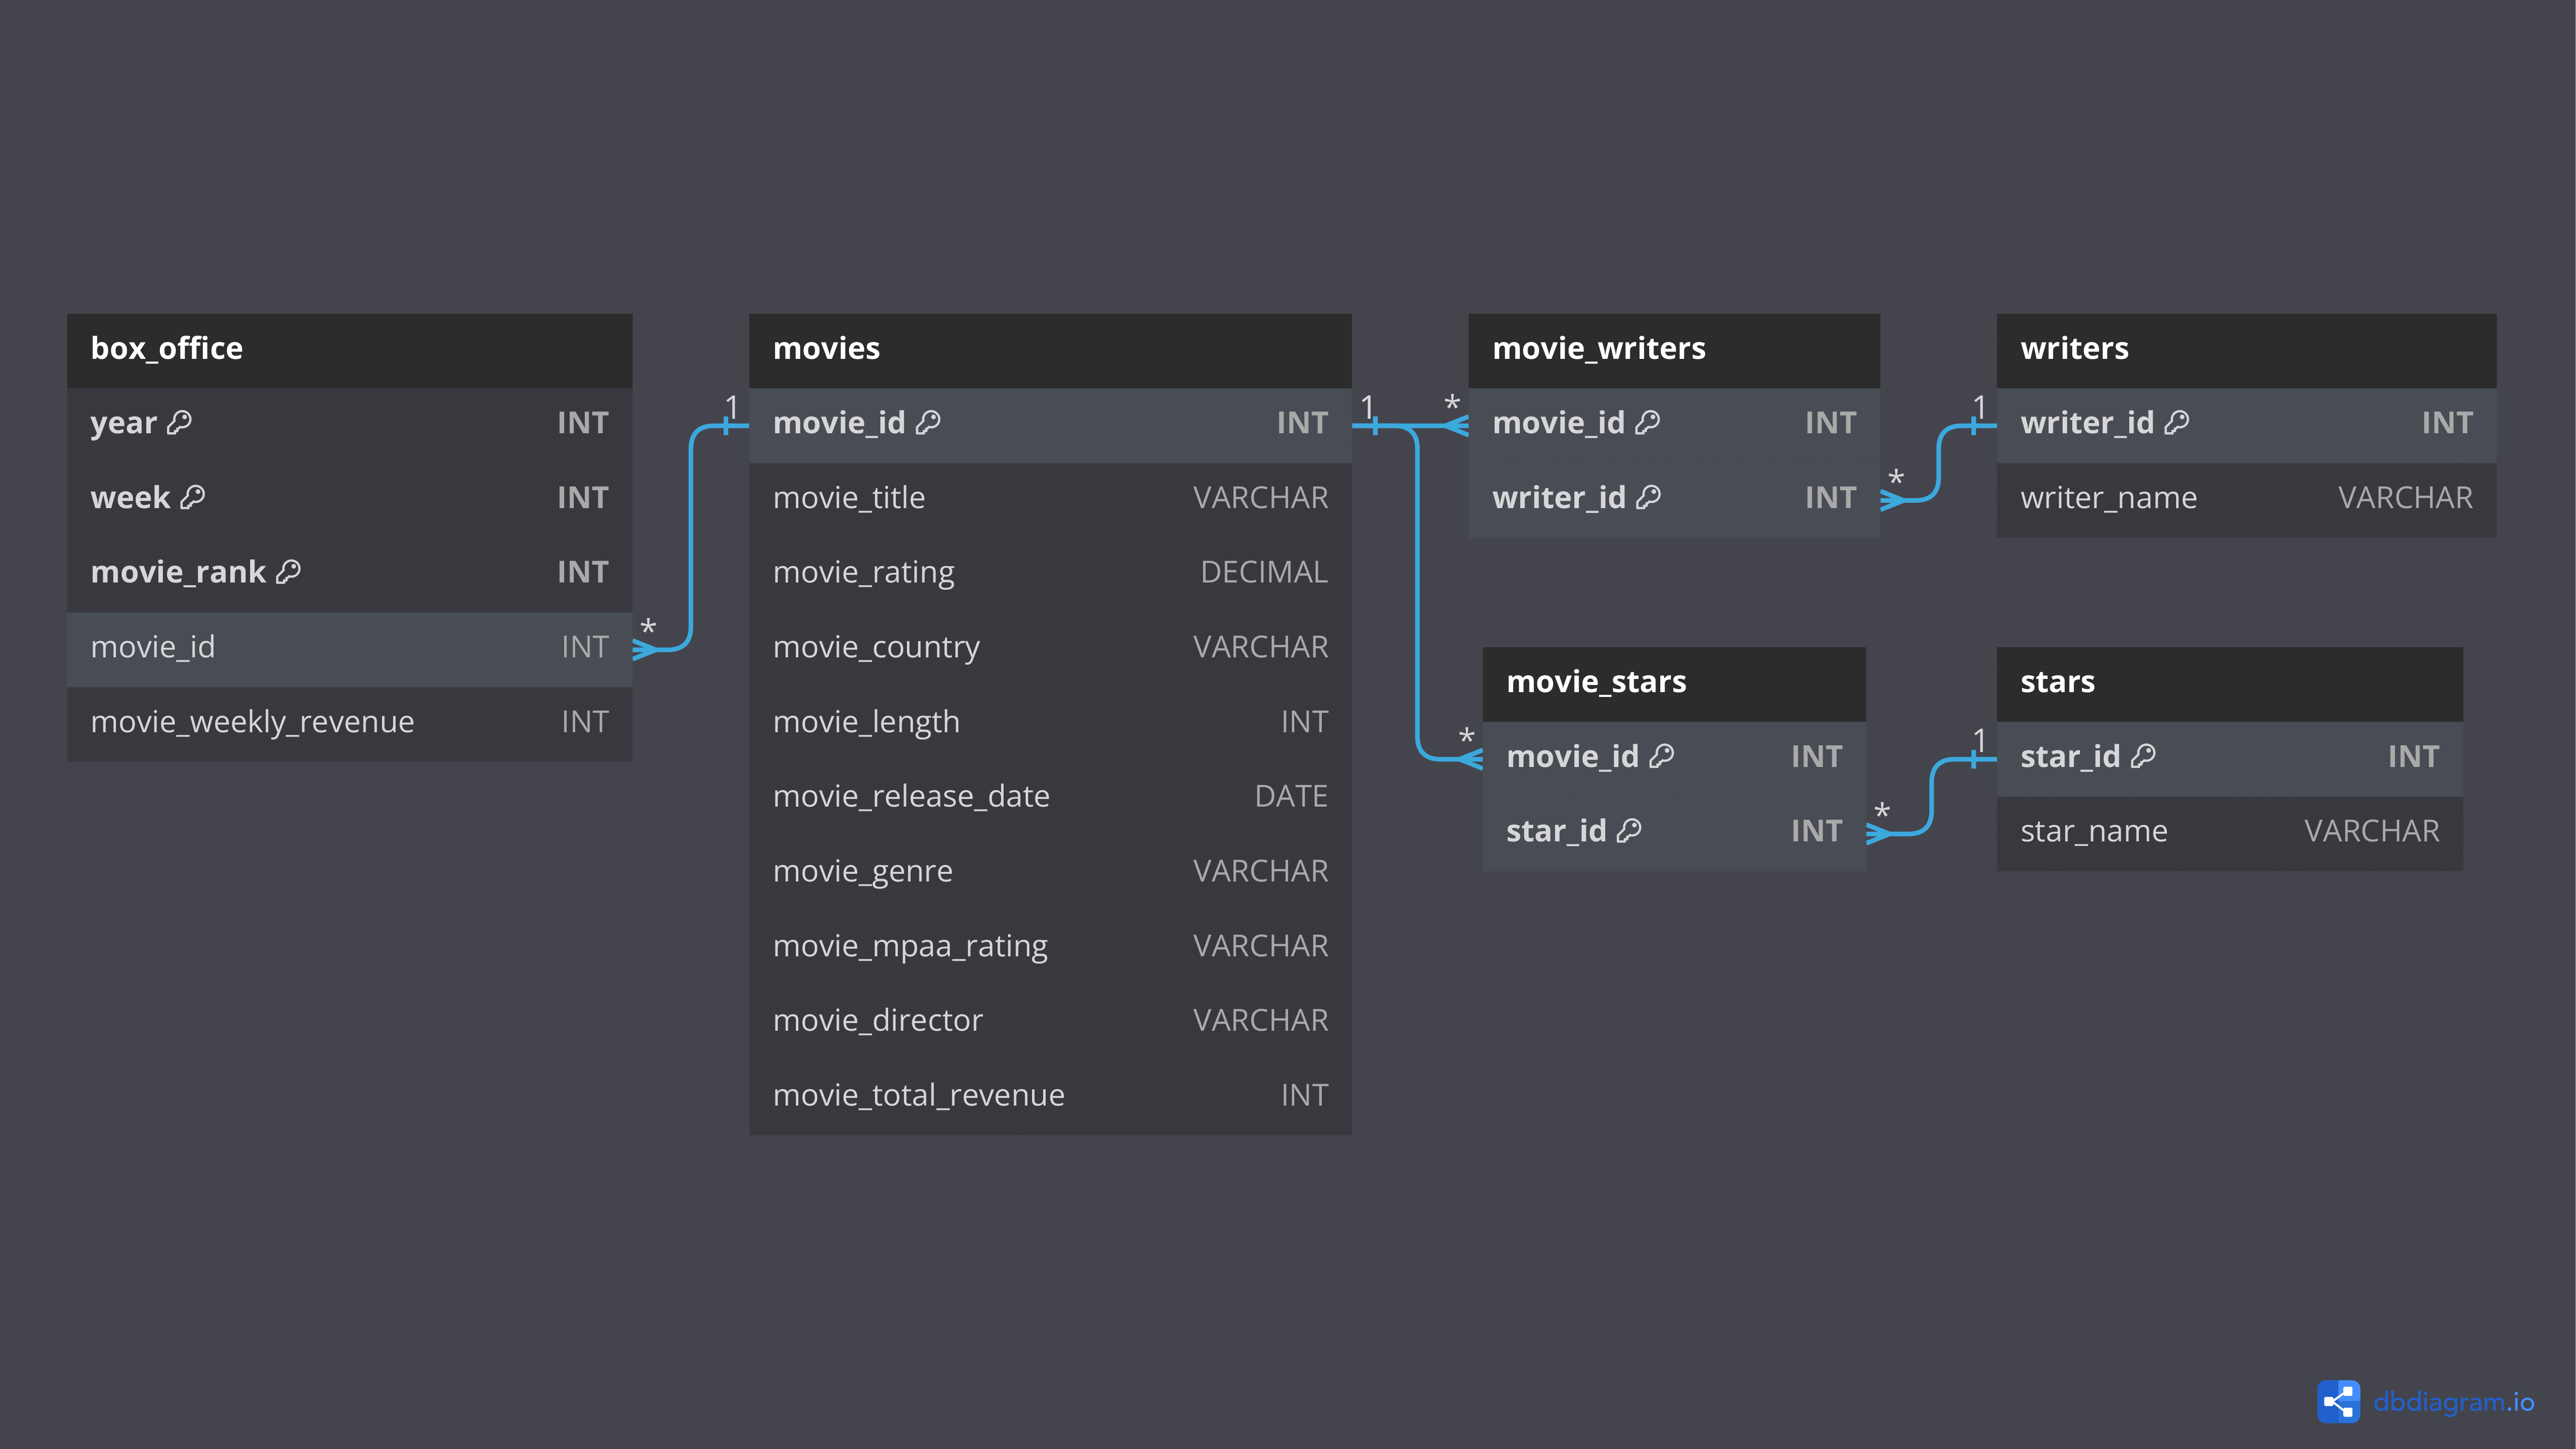 box_office
year INT
week INT
movie_rank INT
movie_id INT
movie_weekly_revenue INT
1
*
movies
movie_id INT
movie_title VARCHAR
movie_rating DECIMAL
movie_country VARCHAR
movie_length INT
movie_release_date DATE
movie_genre VARCHAR
movie_mpaa_rating VARCHAR
movie_director VARCHAR
movie_total_revenue INT
1 *
*
movie_writers
movie_id INT
writer_id INT
1
*
writers
writer_id INT
writer_name VARCHAR
movie_stars
movie_id INT
star_id INT
1
*
stars
star_id INT
star_name VARCHAR
dbdiagram.io